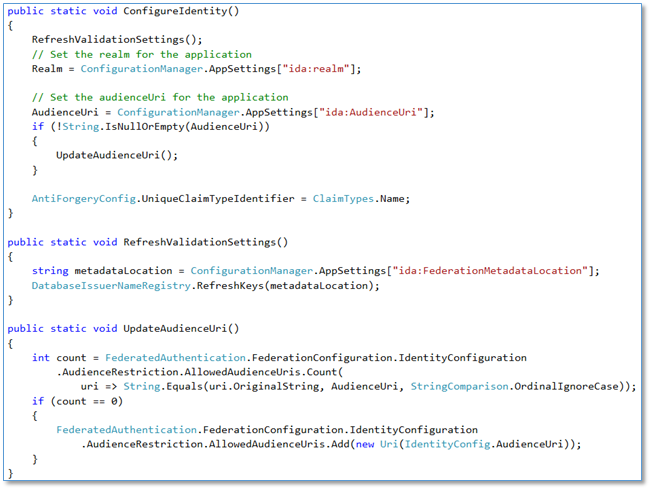 public static void ConfigureIdentity()
{
    RefreshValidationSettings();
    // Set the realm for the application
    Realm = ConfigurationManager.AppSettings["ida:realm"];

    // Set the audienceUri for the application
    AudienceUri = ConfigurationManager.AppSettings["ida:AudienceUri"];
    if (!String.IsNullOrEmpty(AudienceUri))
    {
        UpdateAudienceUri();
    }

    AntiForgeryConfig.UniqueClaimTypeIdentifier = ClaimTypes.Name;
}

public static void RefreshValidationSettings()
{
    string metadataLocation = ConfigurationManager.AppSettings["ida:FederationMetadataLocation"];
    DatabaseIssuerNameRegistry.RefreshKeys(metadataLocation);
}

public static void UpdateAudienceUri()
{
    int count = FederatedAuthentication.FederationConfiguration.IdentityConfiguration
        .AudienceRestriction.AllowedAudienceUris.Count(
            uri => String.Equals(uri.OriginalString, AudienceUri, StringComparison.OrdinalIgnoreCase));
    if (count == 0)
    {
        FederatedAuthentication.FederationConfiguration.IdentityConfiguration
            .AudienceRestriction.AllowedAudienceUris.Add(new Uri(IdentityConfig.AudienceUri));
    }
}